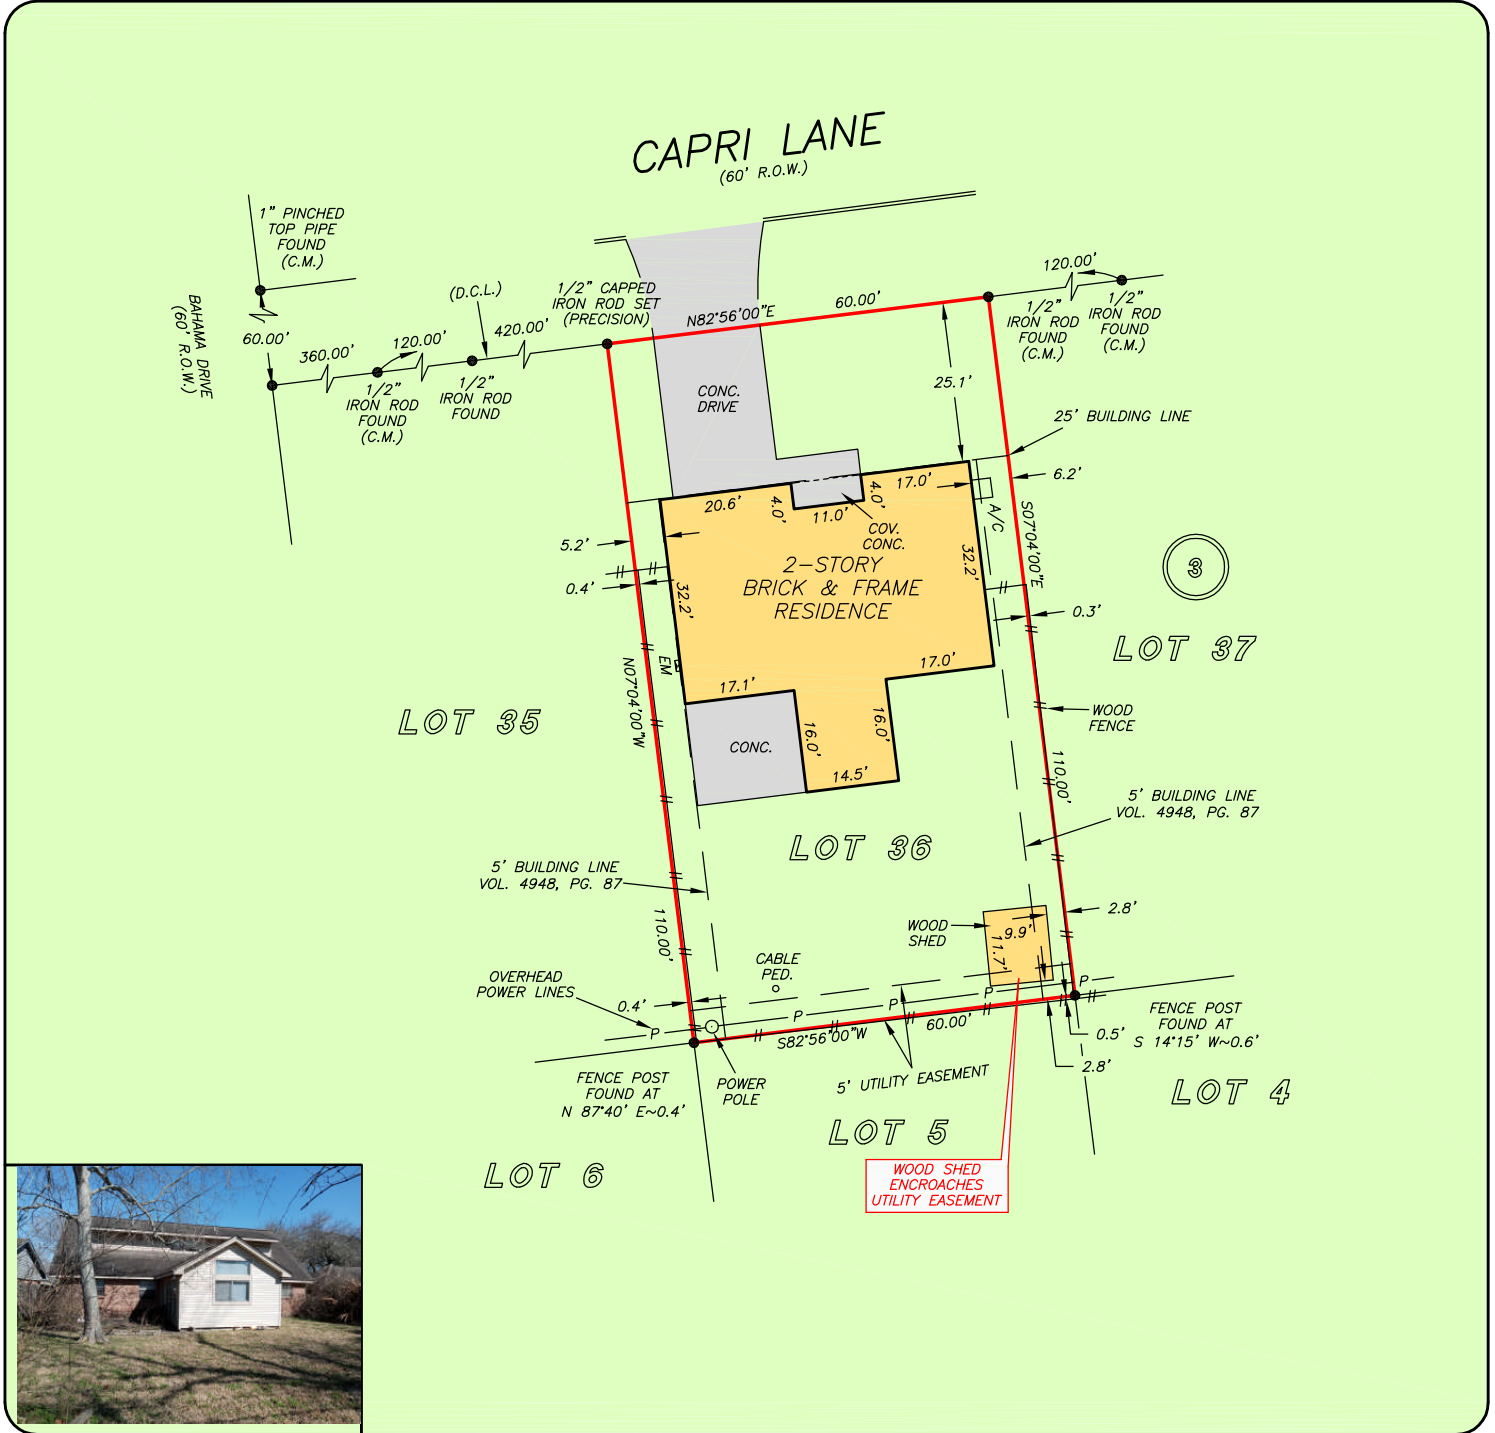 CAPRI LANE
(60' R.O.W.)
1" PINCHED
TOP PIPE
FOUND
(C.M.)
BAHAMA DRIVE
(60' R.O.W.)
60.00'
360.00'
120.00'
(D.C.L.)
420.00'
1/2" CAPPED
IRON ROD SET
(PRECISION)
N82°56'00"E
60.00'
120.00'
1/2"
IRON ROD
FOUND
(C.M.)
1/2"
IRON ROD
FOUND
(C.M.)
1/2"
IRON ROD
FOUND
(C.M.)
1/2"
IRON ROD
FOUND
CONC.
DRIVE
25.1'
25' BUILDING LINE
6.2'
20.6'
4.0'
11.0'
4.0'
17.0'
COV.
CONC.
A/C
S07°04'00"E
5.2'
0.4'
32.2'
2-STORY
BRICK & FRAME
RESIDENCE
32.2'
0.3'
3
LOT 37
EM
N07°04'00"W
17.1'
17.0'
LOT 35
CONC.
16.0'
16.0'
14.5'
WOOD
FENCE
110.00'
5' BUILDING LINE
VOL. 4948, PG. 87
LOT 36
5' BUILDING LINE
VOL. 4948, PG. 87
110.00'
WOOD
SHED
9.9'
11.7'
2.8'
CABLE
PED.
OVERHEAD
POWER LINES
0.4'
P
P
P
P
P
S82°56'00"W
60.00'
FENCE POST
FOUND AT
S 14°15' W~0.6'
0.5'
2.8'
FENCE POST
FOUND AT
N 87°40' E~0.4'
POWER
POLE
5' UTILITY EASEMENT
LOT 4
LOT 5
LOT 6
WOOD SHED
ENCROACHES
UTILITY EASEMENT